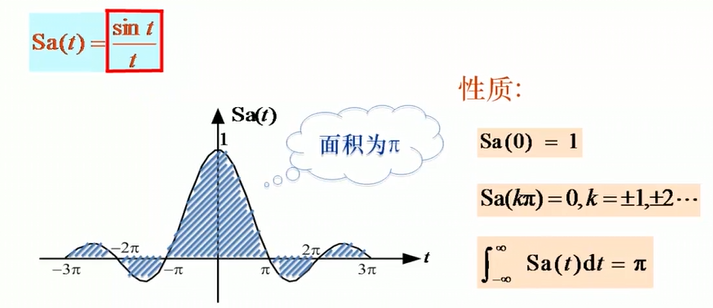 Sa(t) = sin t / t
性质:
Sa(t)
1
面积为π
Sa(0) = 1
Sa(kπ) = 0, k = ±1,±2⋯
−2π 2π t
−3π −π π 3π
∫_{−∞}^{∞} Sa(t)dt = π